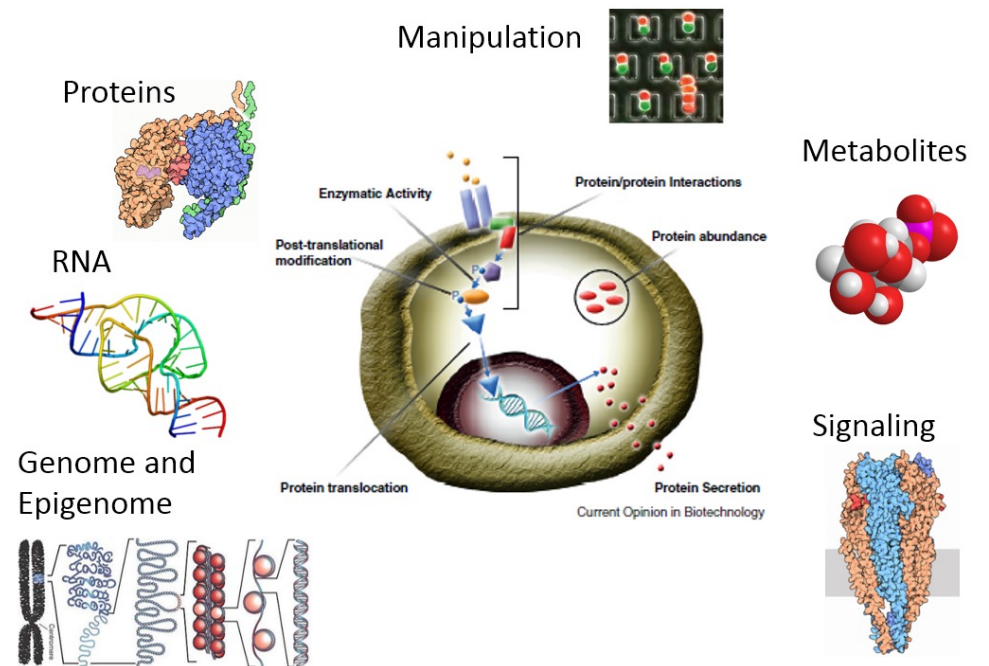 Manipulation
Proteins
Metabolites
Enzymatic Activity
Protein/protein Interactions
Post-translational
modification
Protein abundance
RNA
P
P
Signaling
Genome and
Epigenome
Protein translocation
Protein Secretion
Current Opinion in Biotechnology
Centromere